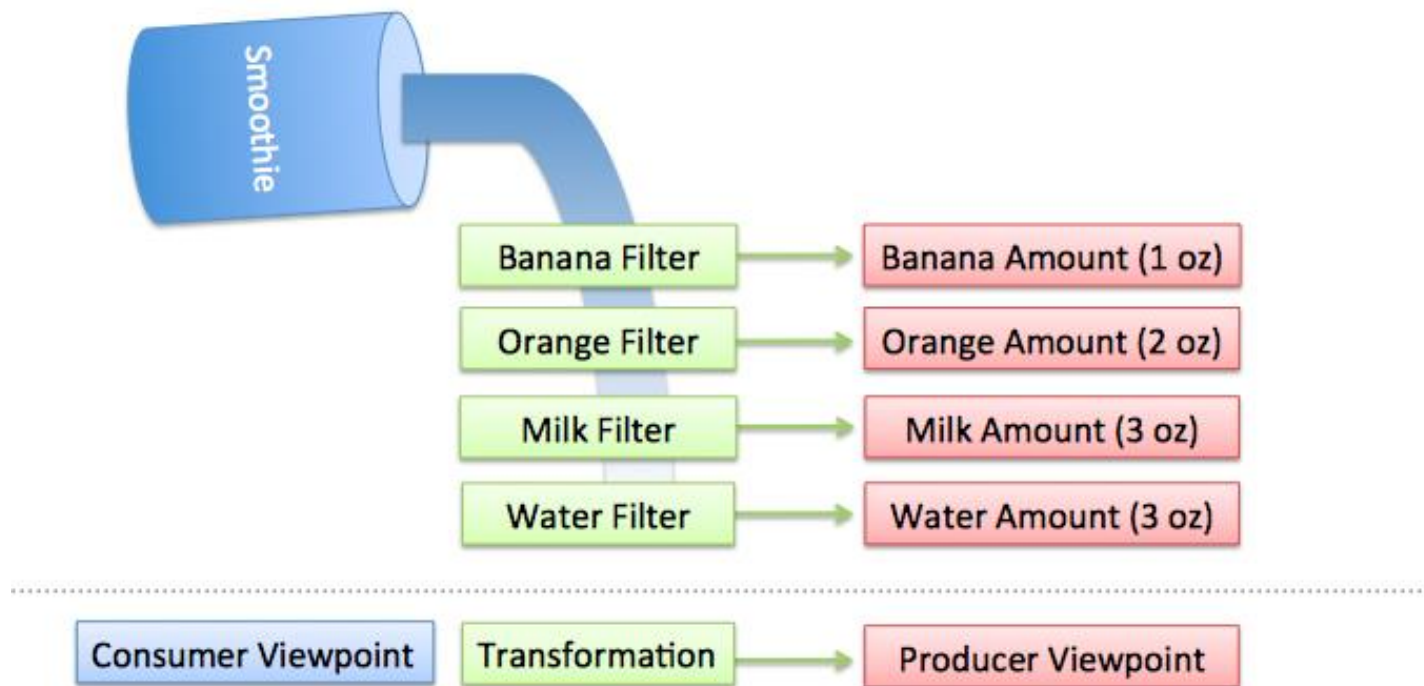 Smoothie
Banana Filter
Banana Amount (1 oz)
Orange Filter
Orange Amount (2 oz)
Milk Filter
Milk Amount (3 oz)
Water Filter
Water Amount (3 oz)
Consumer Viewpoint
Transformation
Producer Viewpoint